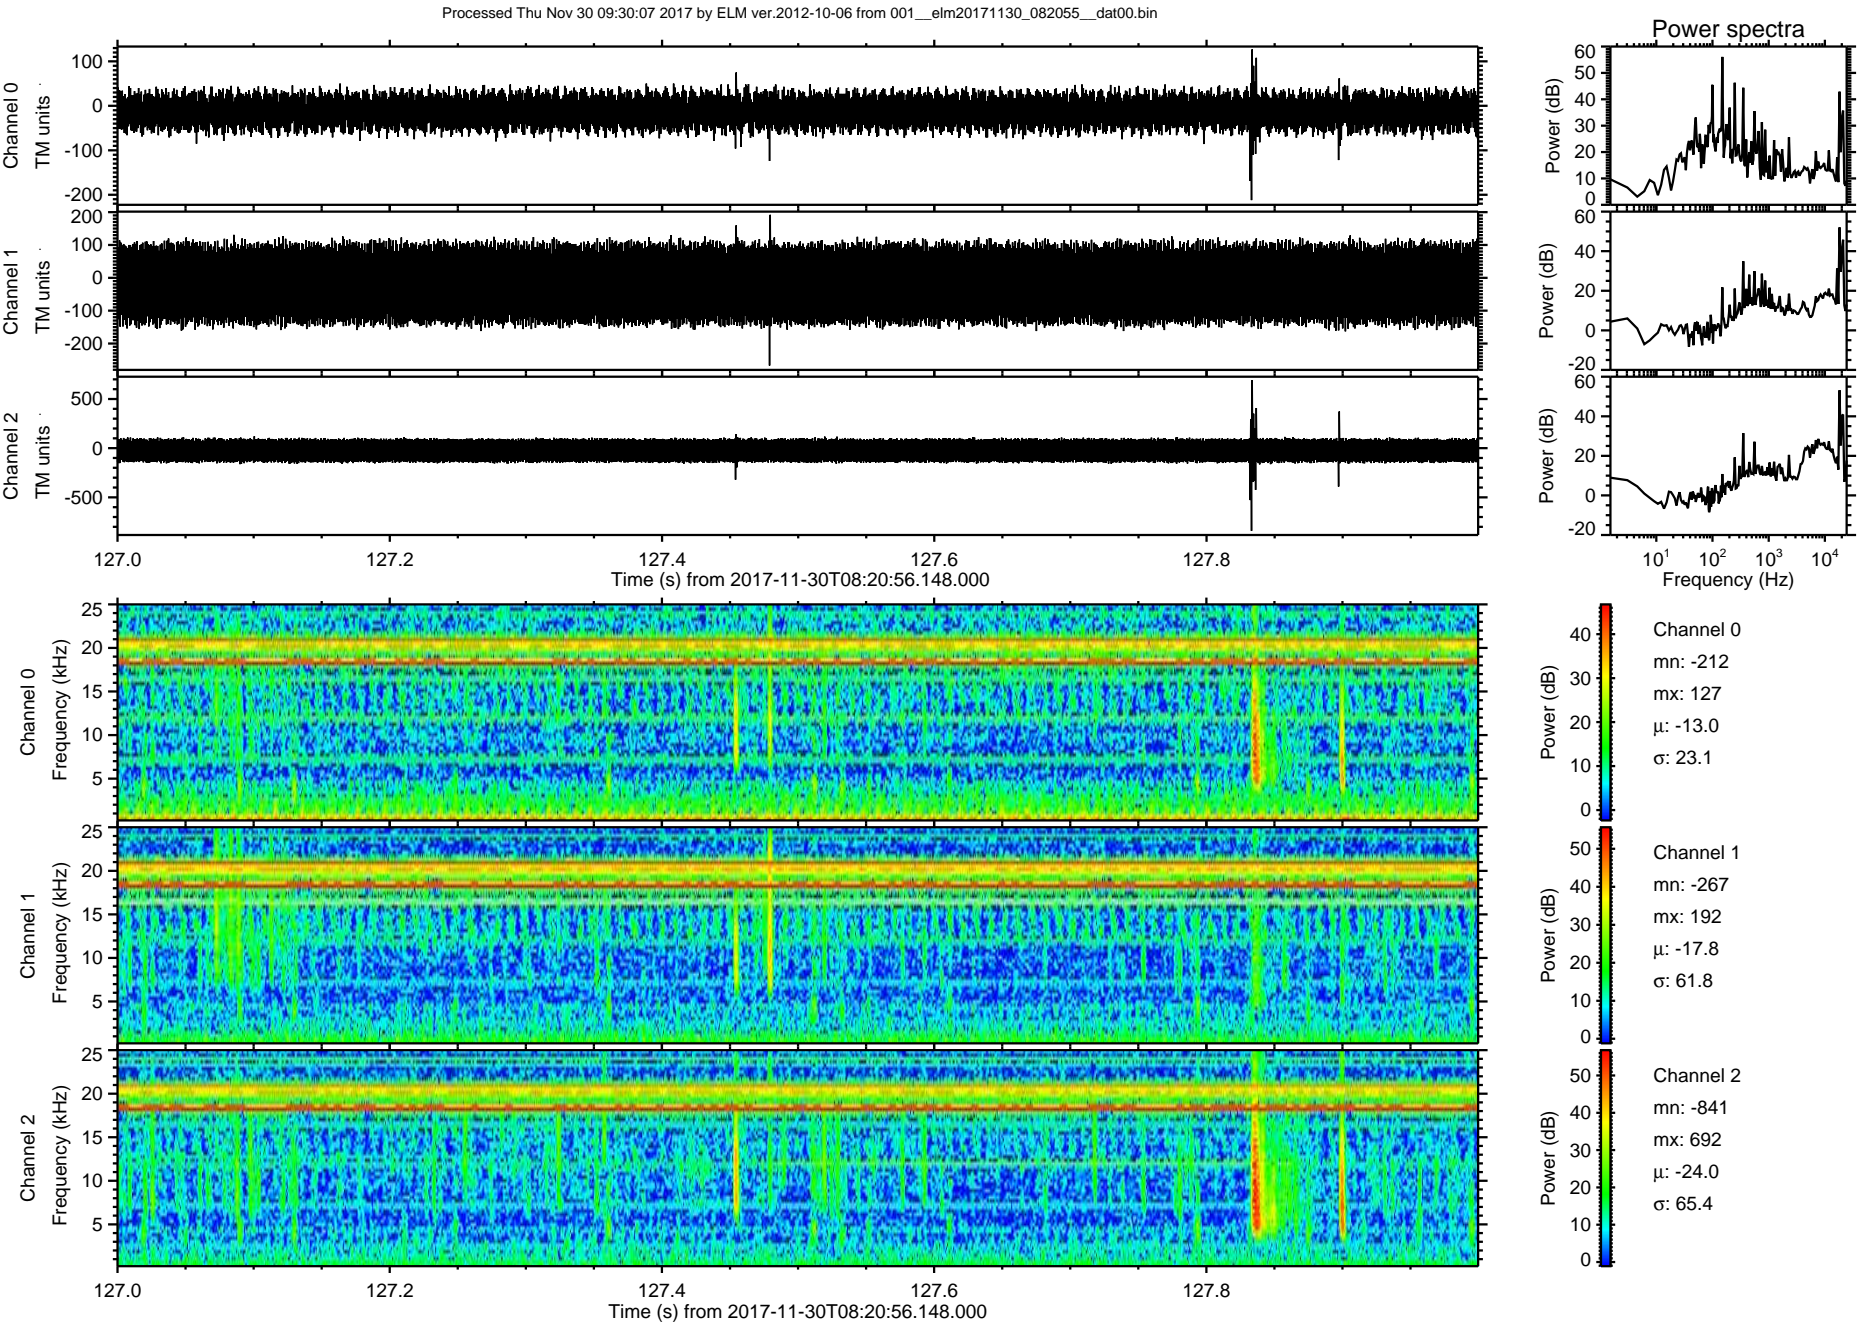 Processed Thu Nov 30 09:30:07 2017 by ELM ver.2012-10-06 from 001__elm20171130_082055__dat00.bin
Power spectra
Channel 0
TM units
100
0
-100
-200
Power (dB)
60
50
40
30
20
10
0
Channel 1
TM units
200
100
0
-100
-200
Power (dB)
60
40
20
0
-20
Channel 2
TM units
500
0
-500
Power (dB)
60
40
20
0
-20
127.0
127.2
127.4
127.6
127.8
Time (s) from 2017-11-30T08:20:56.148.000
10^1
10^2
10^3
10^4
Frequency (Hz)
Channel 0
Frequency (kHz)
25
20
15
10
5
Power (dB)
40
30
20
10
0
Channel 0
mn: -212
mx: 127
μ: -13.0
σ: 23.1
Channel 1
Frequency (kHz)
25
20
15
10
5
Power (dB)
50
40
30
20
10
0
Channel 1
mn: -267
mx: 192
μ: -17.8
σ: 61.8
Channel 2
Frequency (kHz)
25
20
15
10
5
Power (dB)
50
40
30
20
10
0
Channel 2
mn: -841
mx: 692
μ: -24.0
σ: 65.4
127.0
127.2
127.4
127.6
127.8
Time (s) from 2017-11-30T08:20:56.148.000